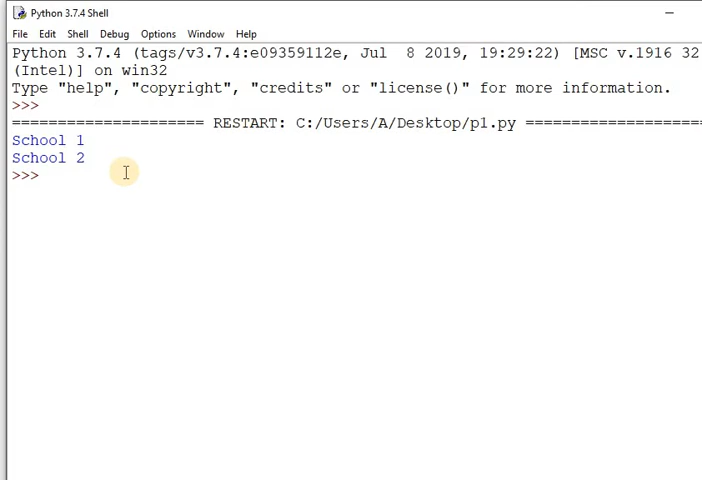 Python 3.7.4 Shell
File Edit Shell Debug Options Window Help
Python 3.7.4 (tags/v3.7.4:e09359112e, Jul  8 2019, 19:29:22) [MSC v.1916 32
(Intel)] on win32
Type "help", "copyright", "credits" or "license()" for more information.
>>>
===================== RESTART: C:/Users/A/Desktop/p1.py ===================
School 1
School 2
>>>